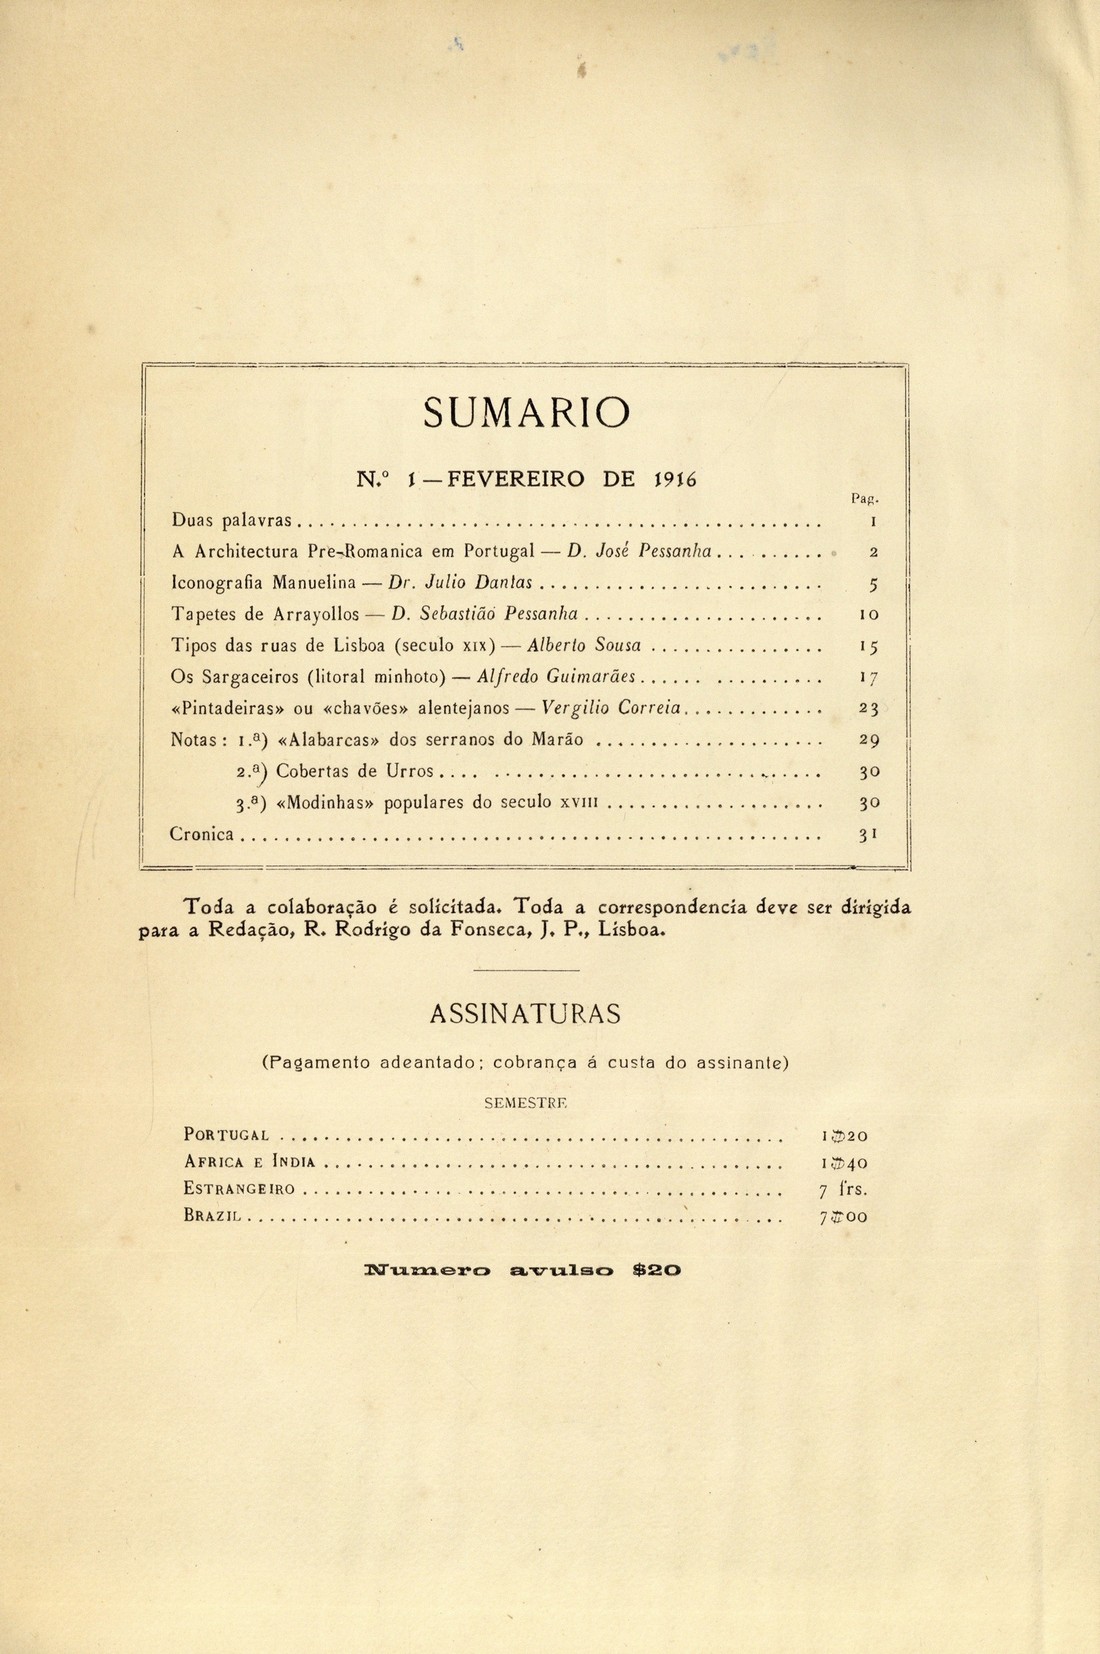 SUMARIO
N.º 1 — FEVEREIRO DE 1916
Pag.
Duas palavras ........ 1
A Architectura Pre-Romanica em Portugal — D. José Pessanha ........ 2
Iconografia Manuelina — Dr. Julio Dantas ........ 5
Tapetes de Arrayollos — D. Sebastião Pessanha ........ 10
Tipos das ruas de Lisboa (seculo XIX) — Alberto Sousa ........ 15
Os Sargaceiros (litoral minhoto) — Alfredo Guimarães ........ 17
«Pintadeiras» ou «chavões» alentejanos — Vergilio Correia ........ 23
Notas: 1.ª) «Alabarcas» dos serranos do Marão ........ 29
2.ª) Cobertas de Urros ........ 30
3.ª) «Modinhas» populares do seculo XVIII ........ 30
Cronica ........ 31
Toda a colaboração é solicitada. Toda a correspondencia deve ser dirigida
para a Redação, R. Rodrigo da Fonseca, J. P., Lisboa.
ASSINATURAS
(Pagamento adeantado; cobrança á custa do assinante)
SEMESTRE
PORTUGAL ........ 1$20
AFRICA E INDIA ........ 1$40
ESTRANGEIRO ........ 7 frs.
BRAZIL ........ 7$00
Numero avulso $20